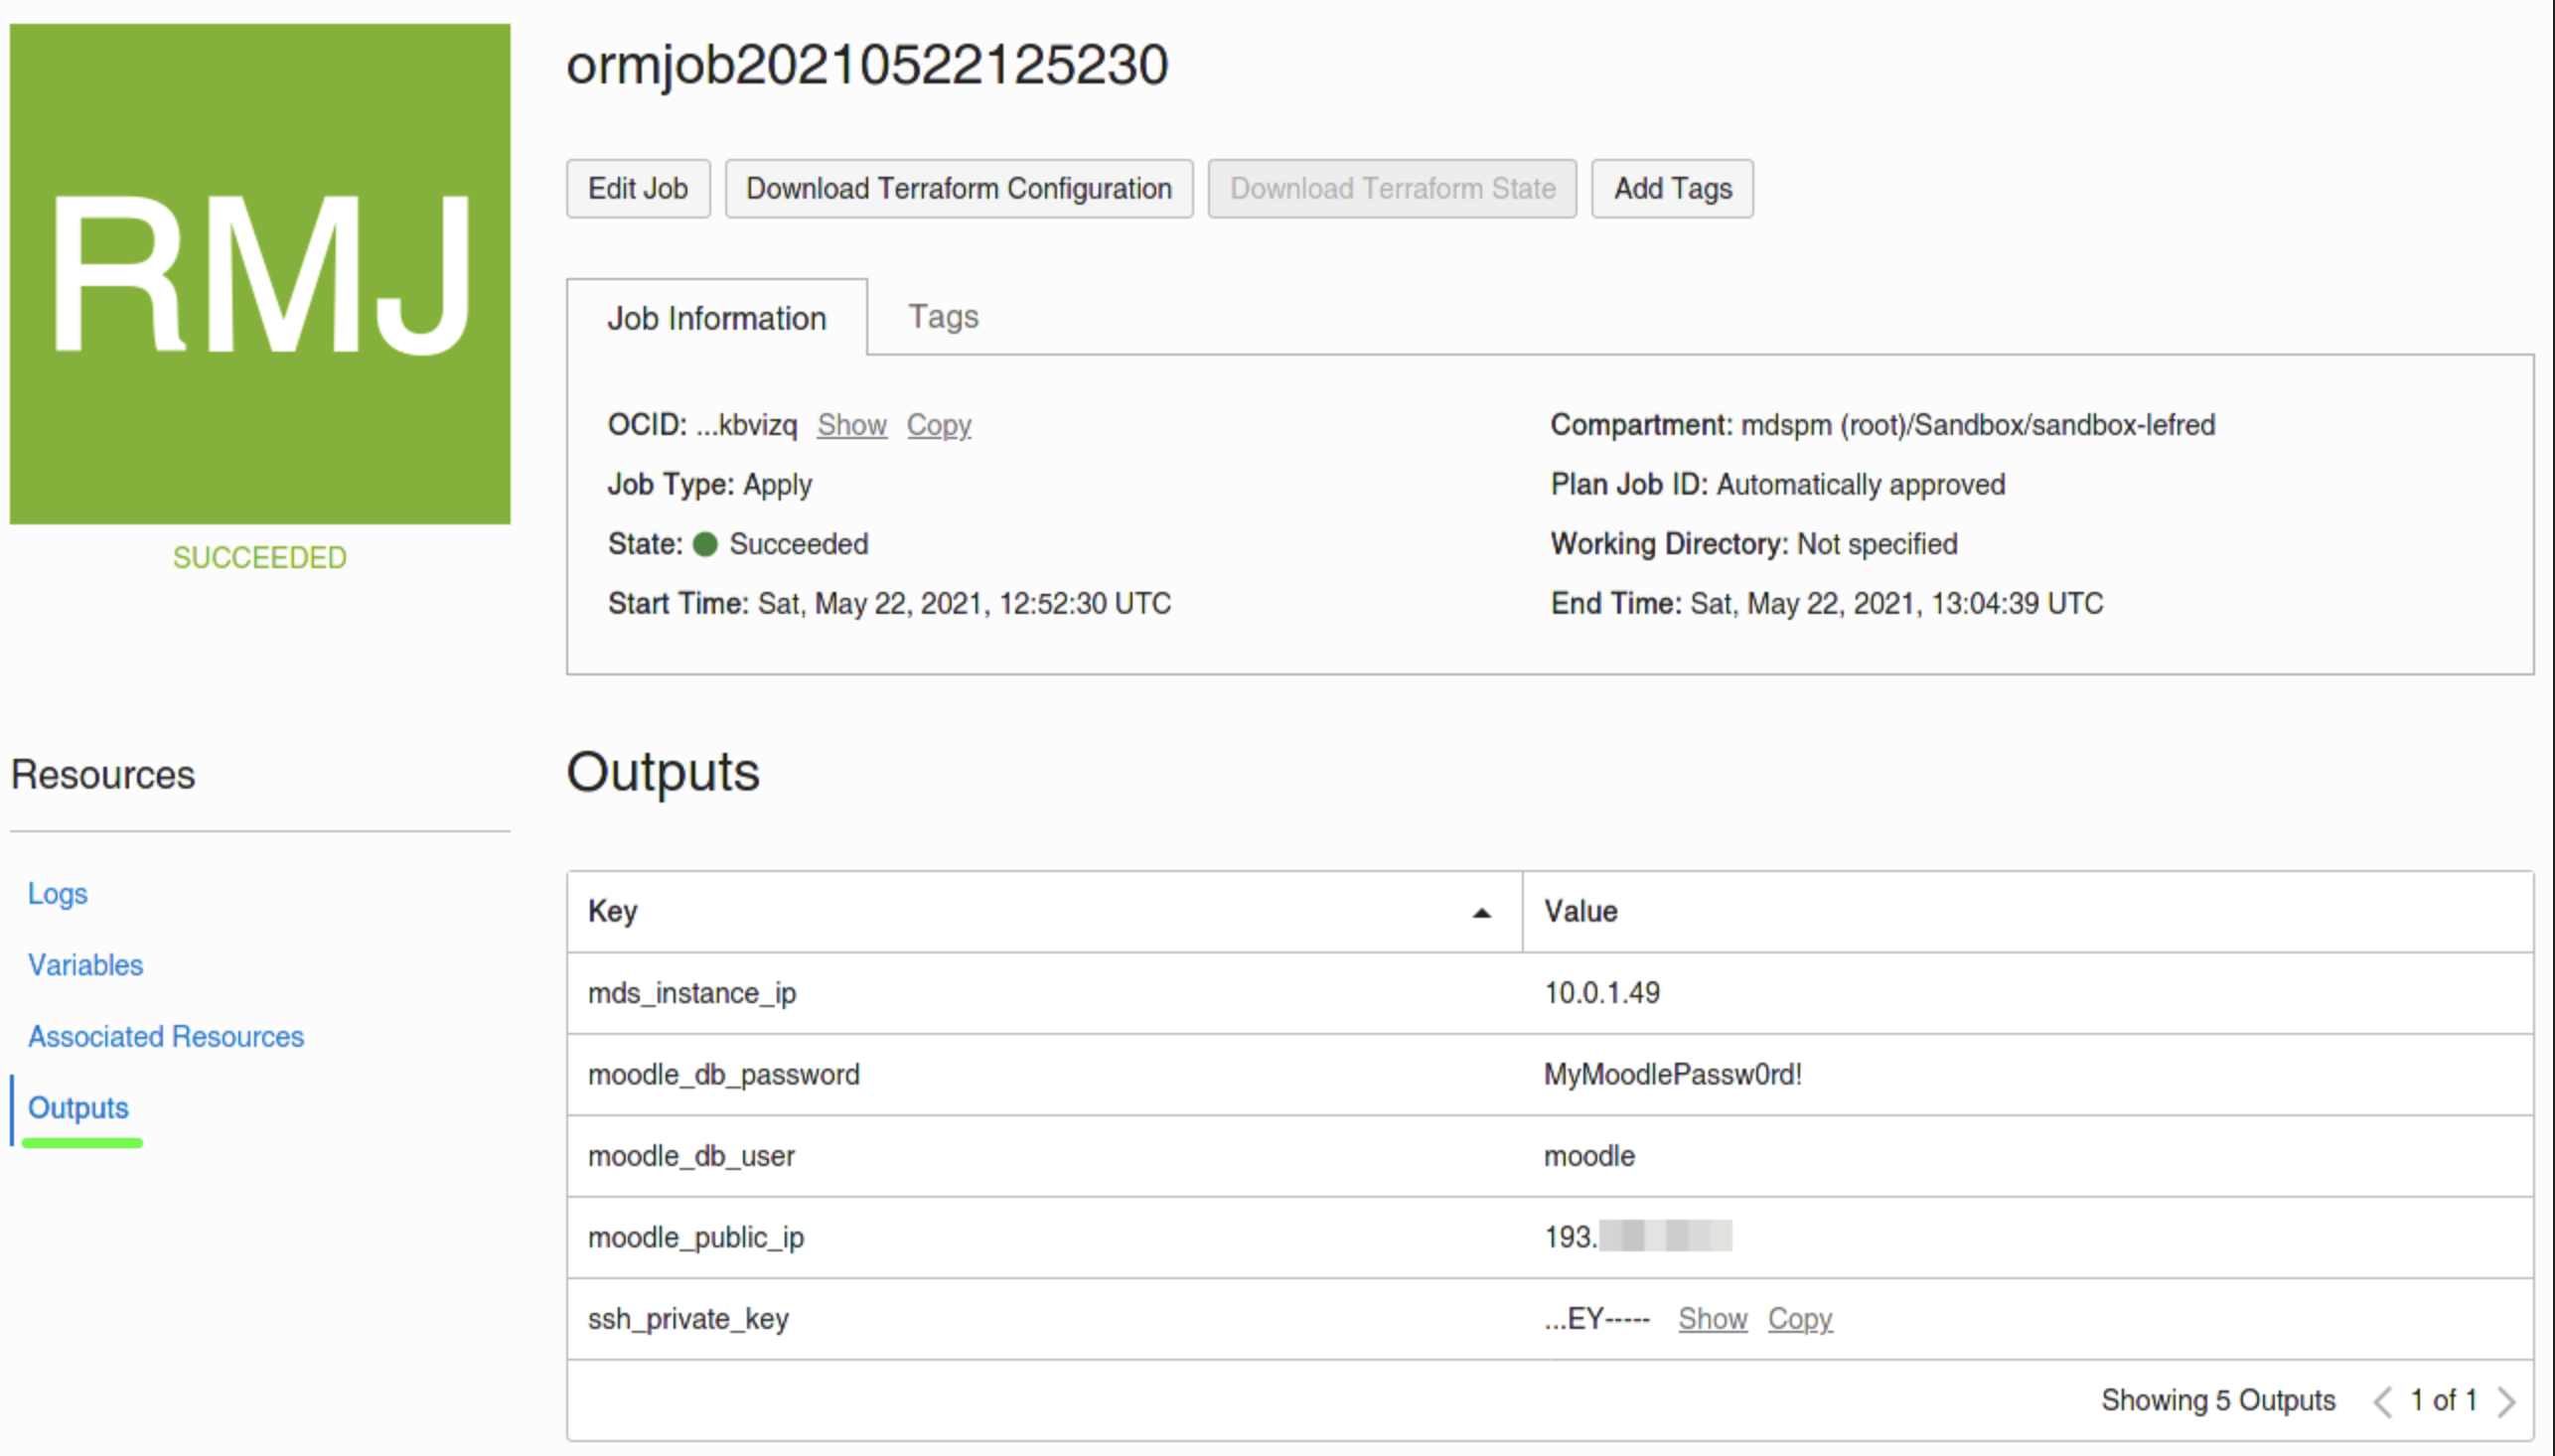 RMJ
SUCCEEDED
ormjob20210522125230
Edit Job Download Terraform Configuration Download Terraform State Add Tags
Job Information Tags
OCID: ...kbvizq Show Copy
Job Type: Apply
State: Succeeded
Start Time: Sat, May 22, 2021, 12:52:30 UTC
Compartment: mdspm (root)/Sandbox/sandbox-lefred
Plan Job ID: Automatically approved
Working Directory: Not specified
End Time: Sat, May 22, 2021, 13:04:39 UTC
Resources
Logs
Variables
Associated Resources
Outputs
Outputs
Key Value
mds_instance_ip 10.0.1.49
moodle_db_password MyMoodlePassw0rd!
moodle_db_user moodle
moodle_public_ip 193.
ssh_private_key ...EY----- Show Copy
Showing 5 Outputs < 1 of 1 >